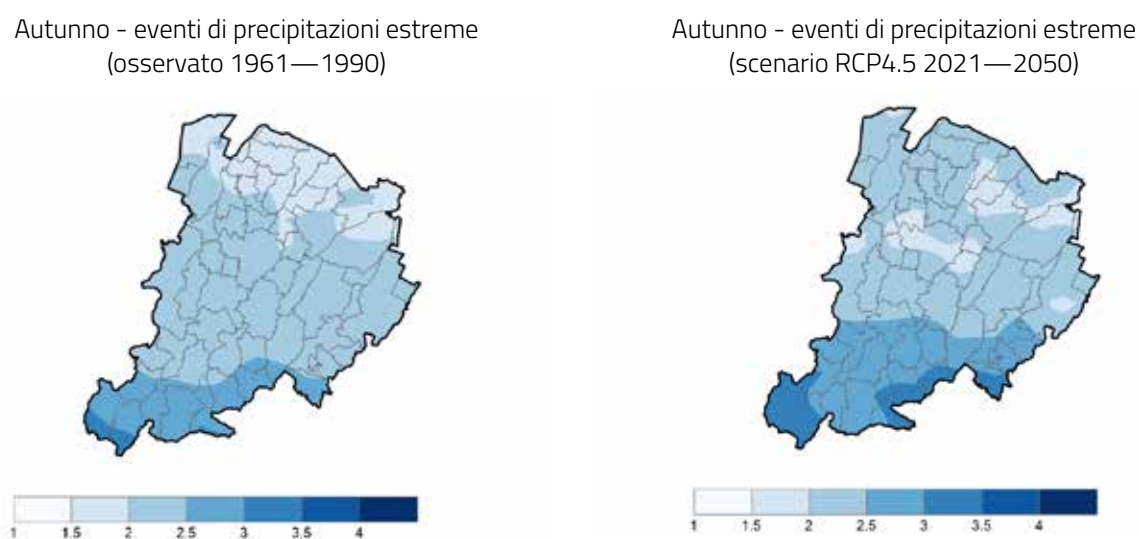 Autunno - eventi di precipitazioni estreme
(osservato 1961—1990)
Autunno - eventi di precipitazioni estreme
(scenario RCP4.5 2021—2050)
1 1.5 2 2.5 3 3.5 4
1 1.5 2 2.5 3 3.5 4